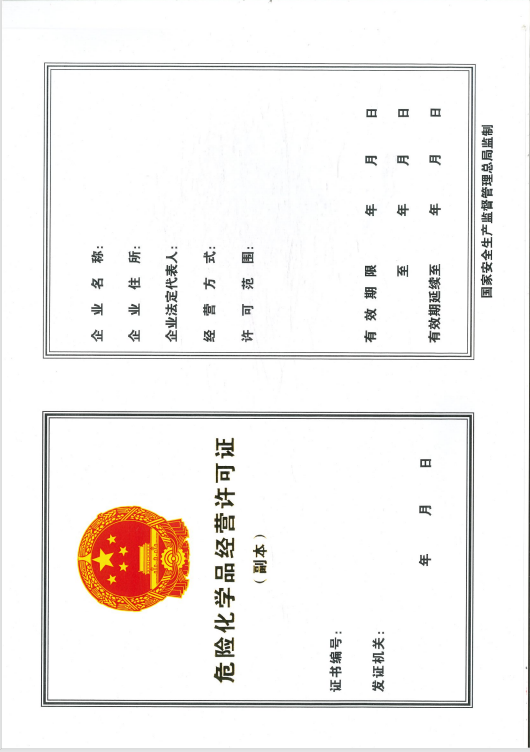 危险化学品经营许可证
（副本）
证书编号：
发证机关：
年 月 日
企业名称：
企业住所：
企业法定代表人：
经营方式：
许可范围：
有效期限 年 月 日
至 年 月 日
有效期延续至 年 月 日
国家安全生产监督管理总局监制